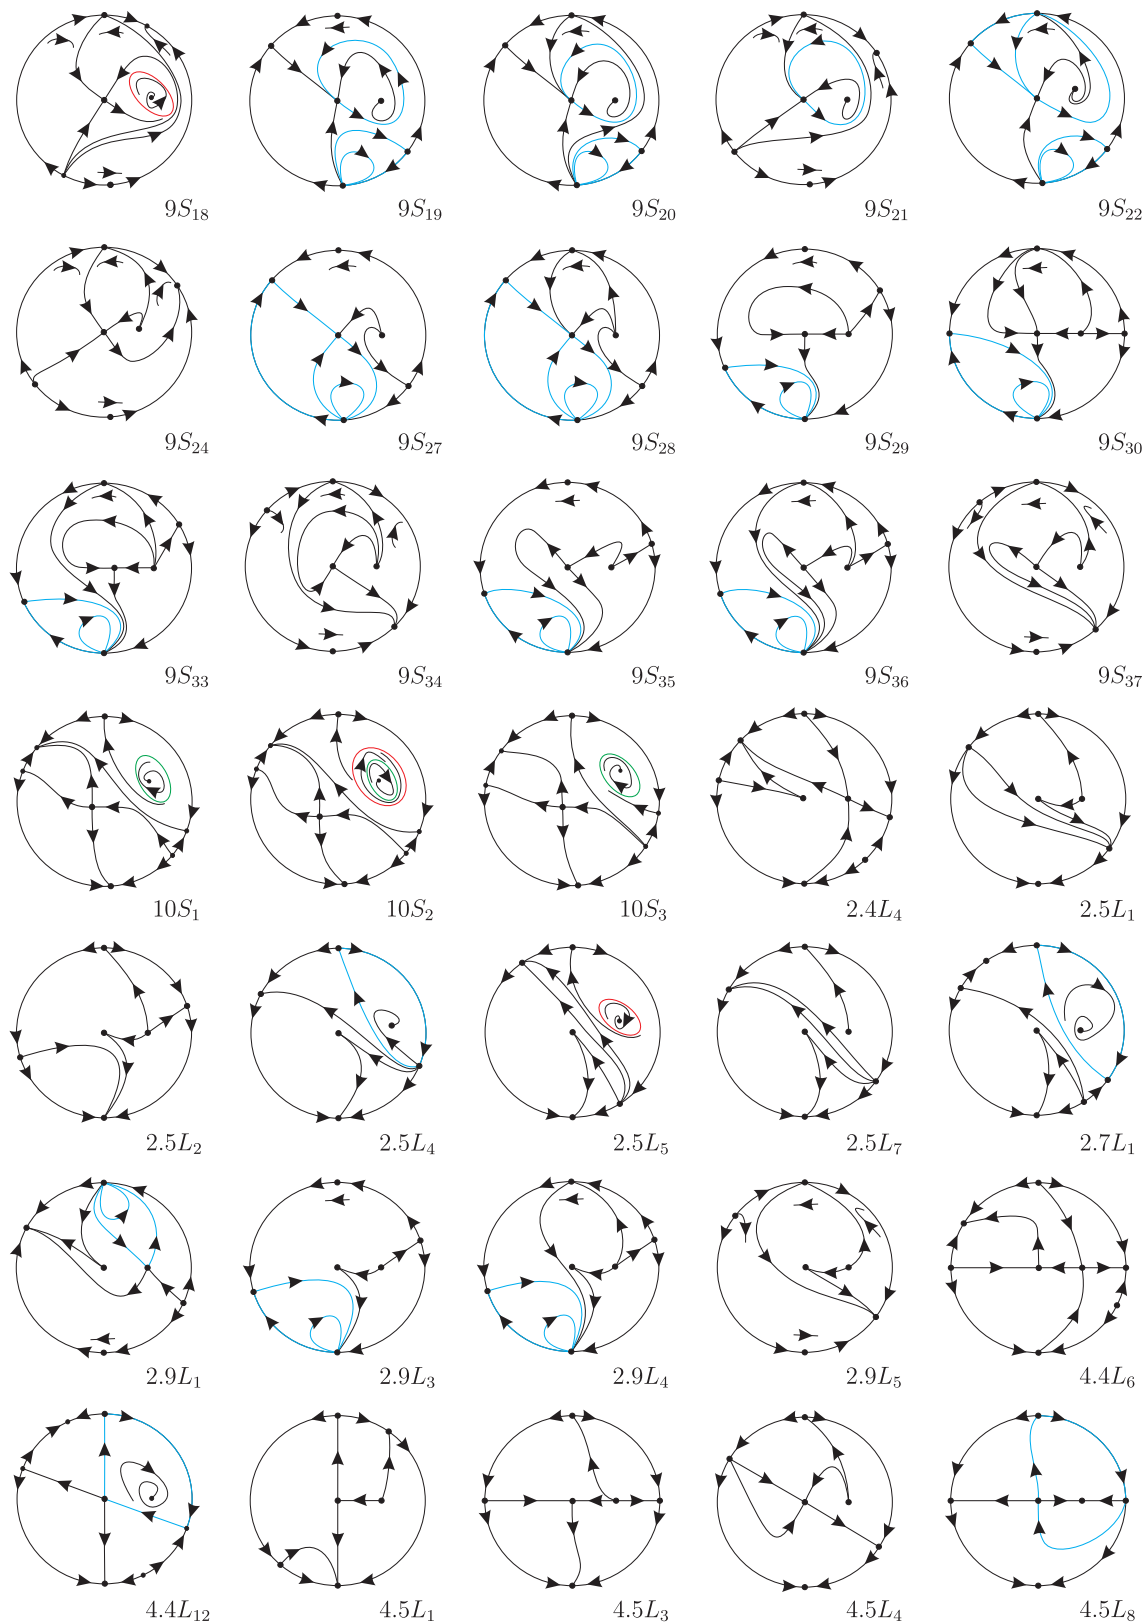 9S₁₈ 9S₁₉ 9S₂₀ 9S₂₁ 9S₂₂
9S₂₄ 9S₂₇ 9S₂₈ 9S₂₉ 9S₃₀
9S₃₃ 9S₃₄ 9S₃₅ 9S₃₆ 9S₃₇
10S₁ 10S₂ 10S₃ 2.4L₄ 2.5L₁
2.5L₂ 2.5L₄ 2.5L₅ 2.5L₇ 2.7L₁
2.9L₁ 2.9L₃ 2.9L₄ 2.9L₅ 4.4L₆
4.4L₁₂ 4.5L₁ 4.5L₃ 4.5L₄ 4.5L₈